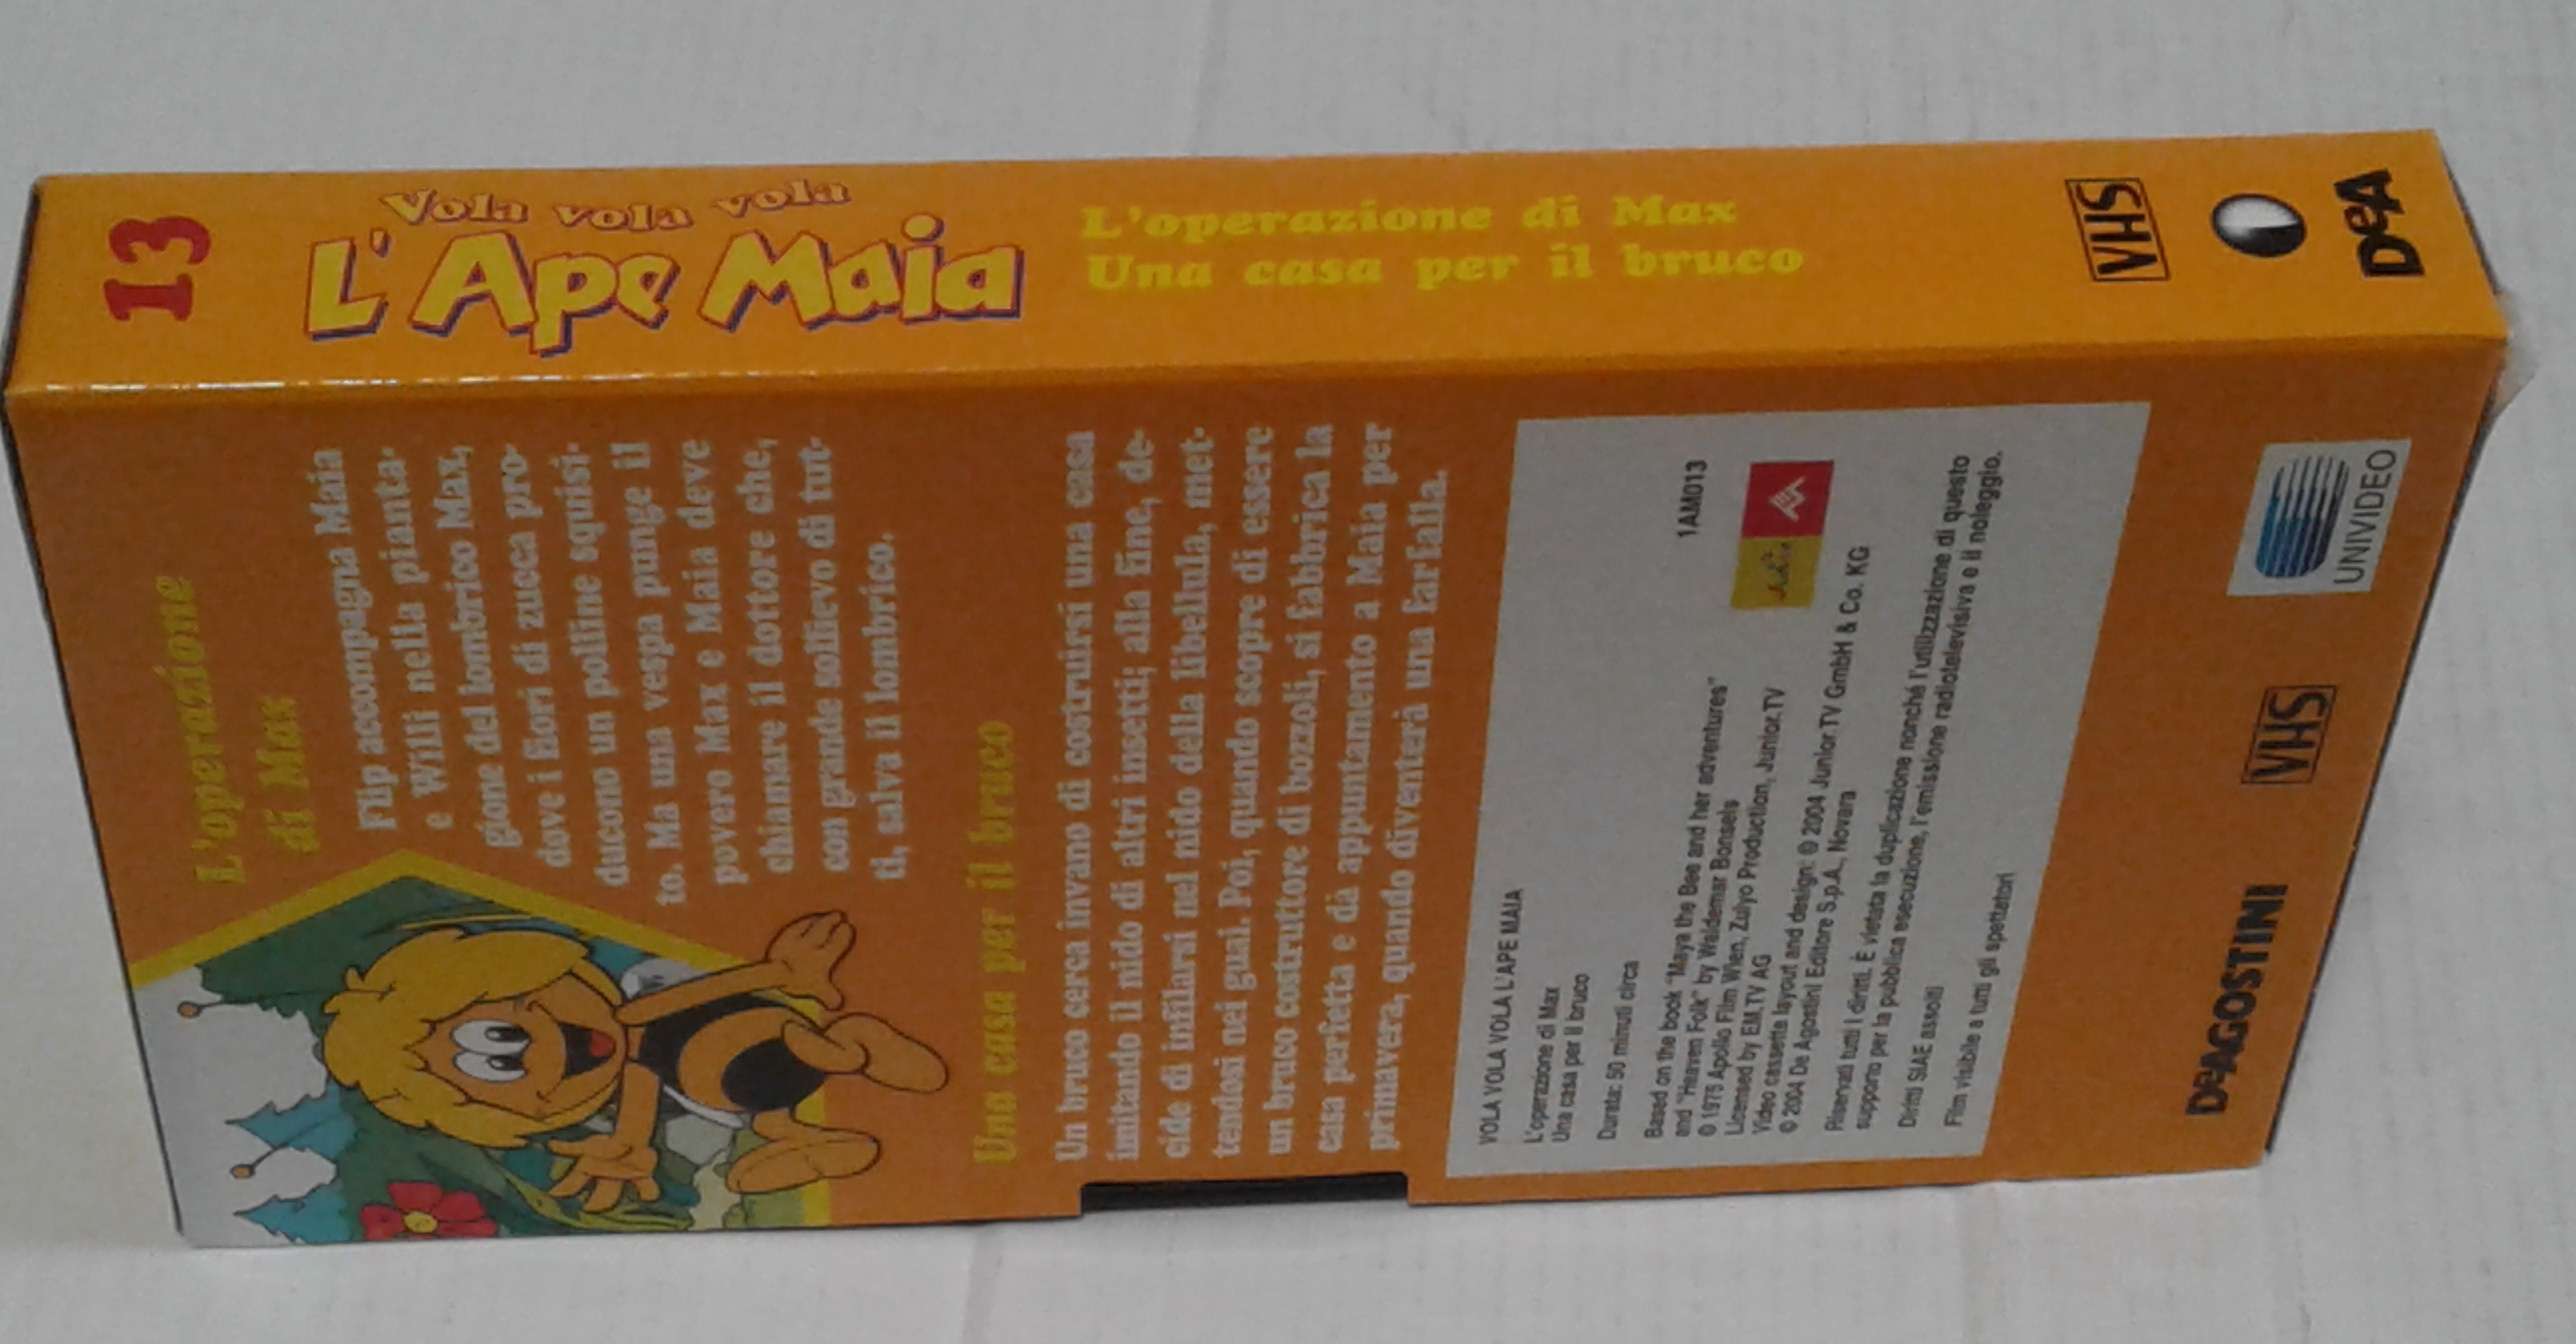 13
Vola vola vola
L'Ape Maia
L'operazione di Max
Una casa per il bruco
VHS
DeA
L'operazione
di Max
Flip accompagna Maia
e Willi nella pianta-
gione del lombrico Max,
dove i fiori di zucca pro-
ducono un polline squisi-
to. Ma una vespa punge il
povero Max e Maia deve
chiamare il dottore che,
con grande sollievo di tut-
ti, salva il lombrico.
Una casa per il bruco
Un bruco cerca invano di costruirsi una casa
imitando il nido di altri insetti; alla fine, de-
cide di infilarsi nel nido della libellula, met-
tendosi nei guai. Poi, quando scopre di essere
un bruco costruttore di bozzoli, si fabbrica la
casa perfetta e dà appuntamento a Maia per
primavera, quando diventerà una farfalla.
VOLA VOLA VOLA L'APE MAIA
1AM013
L'operazione di Max
Una casa per il bruco
Durata: 50 minuti circa
Based on the book "Maya the Bee and her adventures"
and "Heaven Folk" by Waldemar Bonsels
© 1975 Apollo Film Wien, Zuiyo Production, Junior.TV
Licensed by EM.TV AG
Video cassette layout and design: © 2004 Junior.TV GmbH & Co. KG
© 2004 De Agostini Editore S.p.A., Novara
Riservati tutti i diritti. È vietata la duplicazione nonché l'utilizzazione di questo
supporto per la pubblica esecuzione, l'emissione radiotelevisiva e il noleggio.
Diritti SIAE assolti
Film visibile a tutti gli spettatori
DeAGOSTINI
VHS
UNIVIDEO